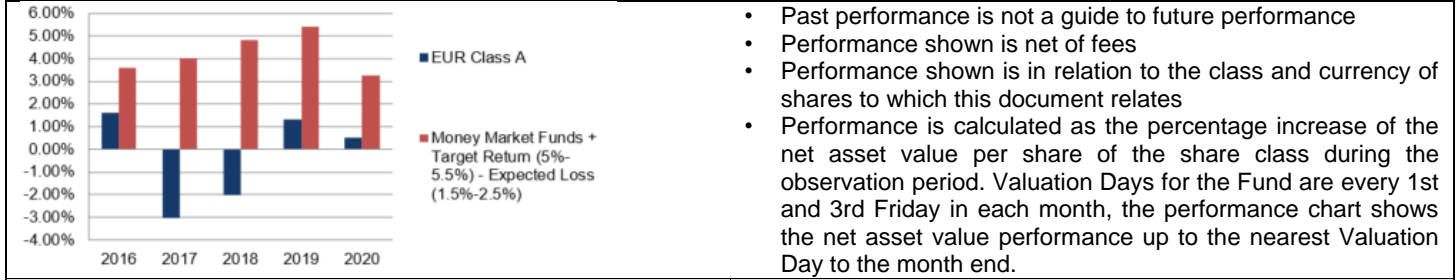 6.00%
5.00%
4.00%
3.00%
2.00%
1.00%
0.00%
-1.00%
-2.00%
-3.00%
-4.00%
2016 2017 2018 2019 2020
EUR Class A
Money Market Funds +
Target Return (5%-
5.5%) - Expected Loss
(1.5%-2.5%)
• Past performance is not a guide to future performance
• Performance shown is net of fees
• Performance shown is in relation to the class and currency of
shares to which this document relates
• Performance is calculated as the percentage increase of the
net asset value per share of the share class during the
observation period. Valuation Days for the Fund are every 1st
and 3rd Friday in each month, the performance chart shows
the net asset value performance up to the nearest Valuation
Day to the month end.